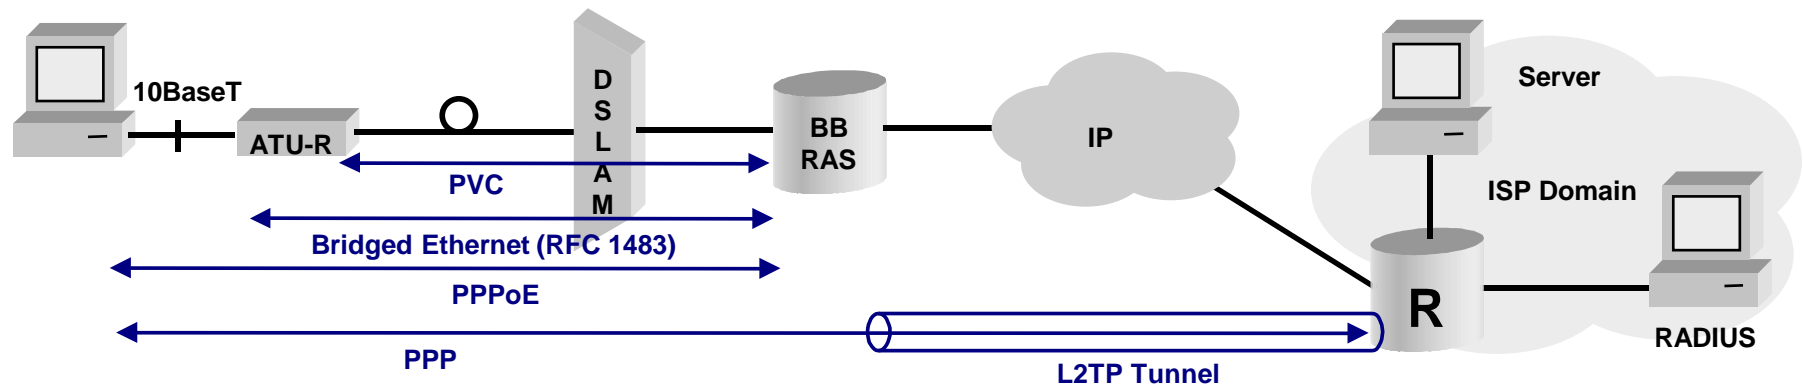 10BaseT
ATU-R
D
S
L
A
M
BB
RAS
IP
Server
ISP Domain
R
RADIUS
PVC
Bridged Ethernet (RFC 1483)
PPPoE
PPP
L2TP Tunnel